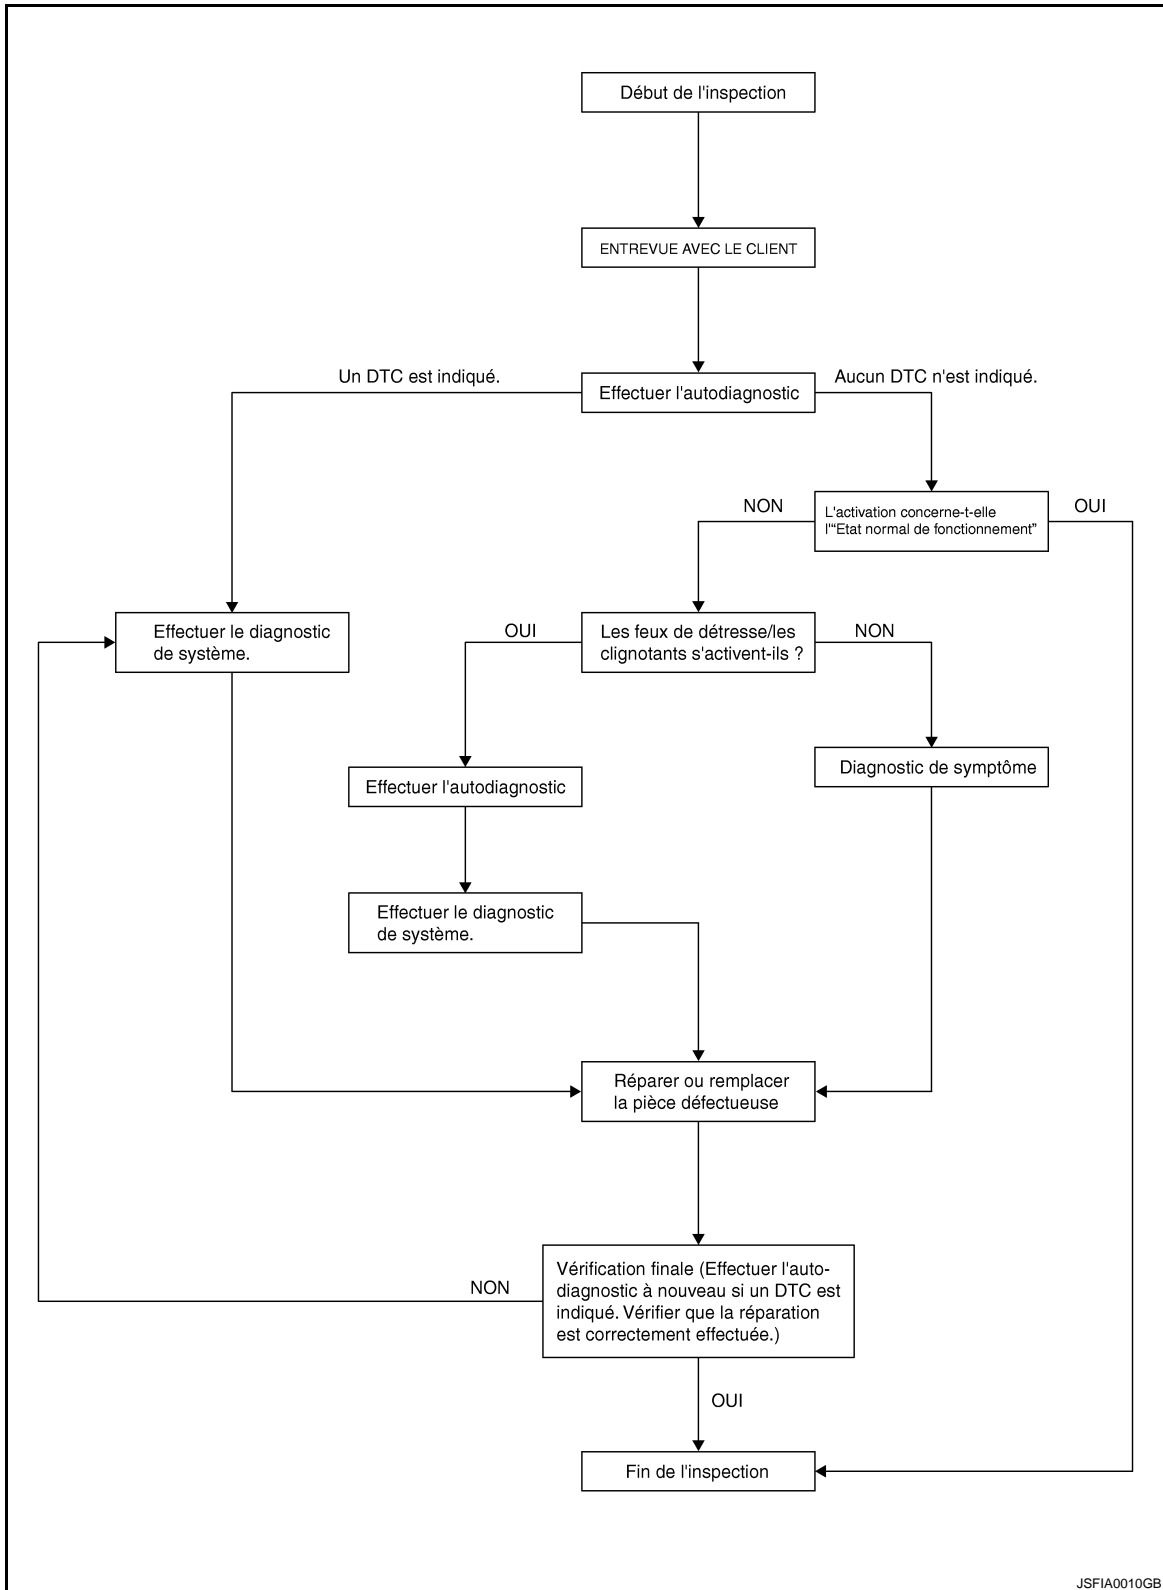 Début de l'inspection
ENTREVUE AVEC LE CLIENT
Un DTC est indiqué.
Effectuer l'autodiagnostic
Aucun DTC n'est indiqué.
NON
L'activation concerne-t-elle
l'“Etat normal de fonctionnement”
OUI
Effectuer le diagnostic
de système.
OUI
Les feux de détresse/les
clignotants s'activent-ils ?
NON
Effectuer l'autodiagnostic
Diagnostic de symptôme
Effectuer le diagnostic
de système.
Réparer ou remplacer
la pièce défectueuse
NON
Vérification finale (Effectuer l'auto-
diagnostic à nouveau si un DTC est
indiqué. Vérifier que la réparation
est correctement effectuée.)
OUI
Fin de l'inspection
JSFIA0010GB